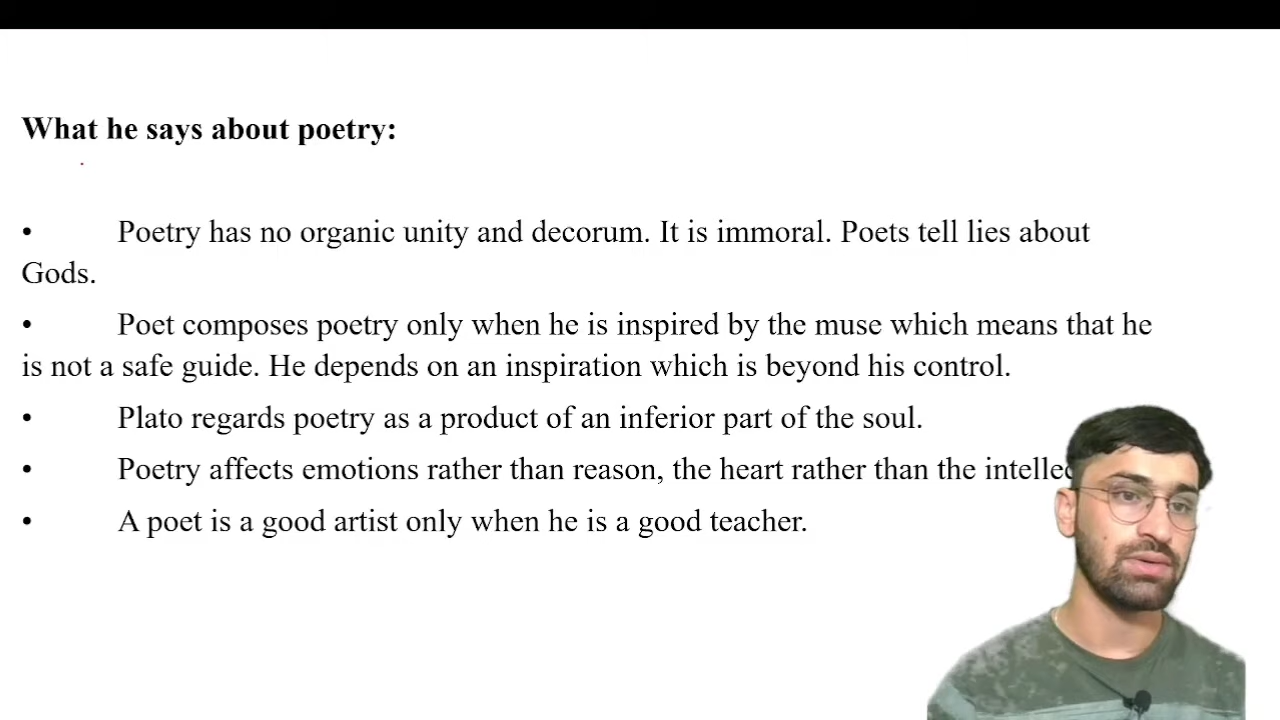 What he says about poetry:
• Poetry has no organic unity and decorum. It is immoral. Poets tell lies about
Gods.
• Poet composes poetry only when he is inspired by the muse which means that he
is not a safe guide. He depends on an inspiration which is beyond his control.
• Plato regards poetry as a product of an inferior part of the soul.
• Poetry affects emotions rather than reason, the heart rather than the
• A poet is a good artist only when he is a good teacher.